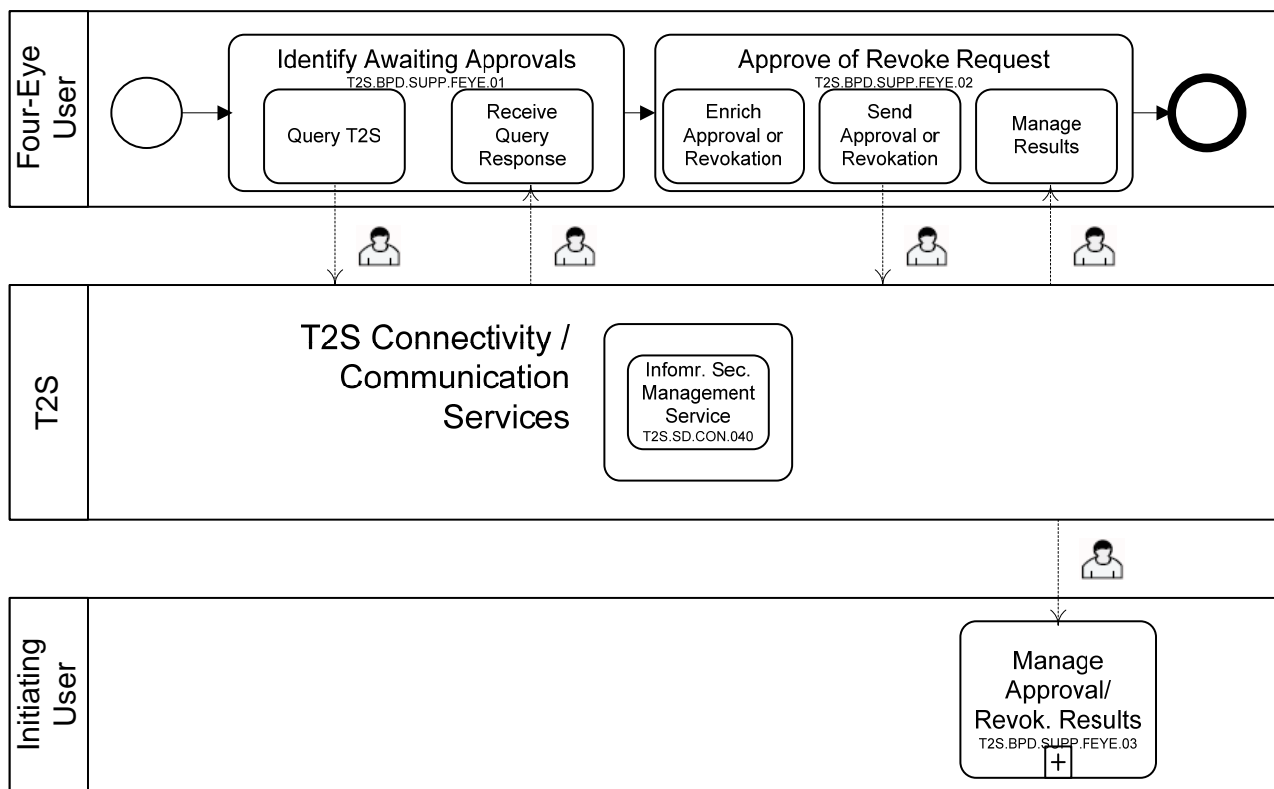 Four-Eye
User
Identify Awaiting Approvals
T2S.BPD.SUPP.FEYE.01
Query T2S
Receive
Query
Response
Approve of Revoke Request
T2S.BPD.SUPP.FEYE.02
Enrich
Approval or
Revokation
Send
Approval or
Revokation
Manage
Results
T2S
T2S Connectivity /
Communication
Services
Infomr. Sec.
Management
Service
T2S.SD.CON.040
Initiating
User
Manage
Approval/
Revok. Results
T2S.BPD.SUPP.FEYE.03